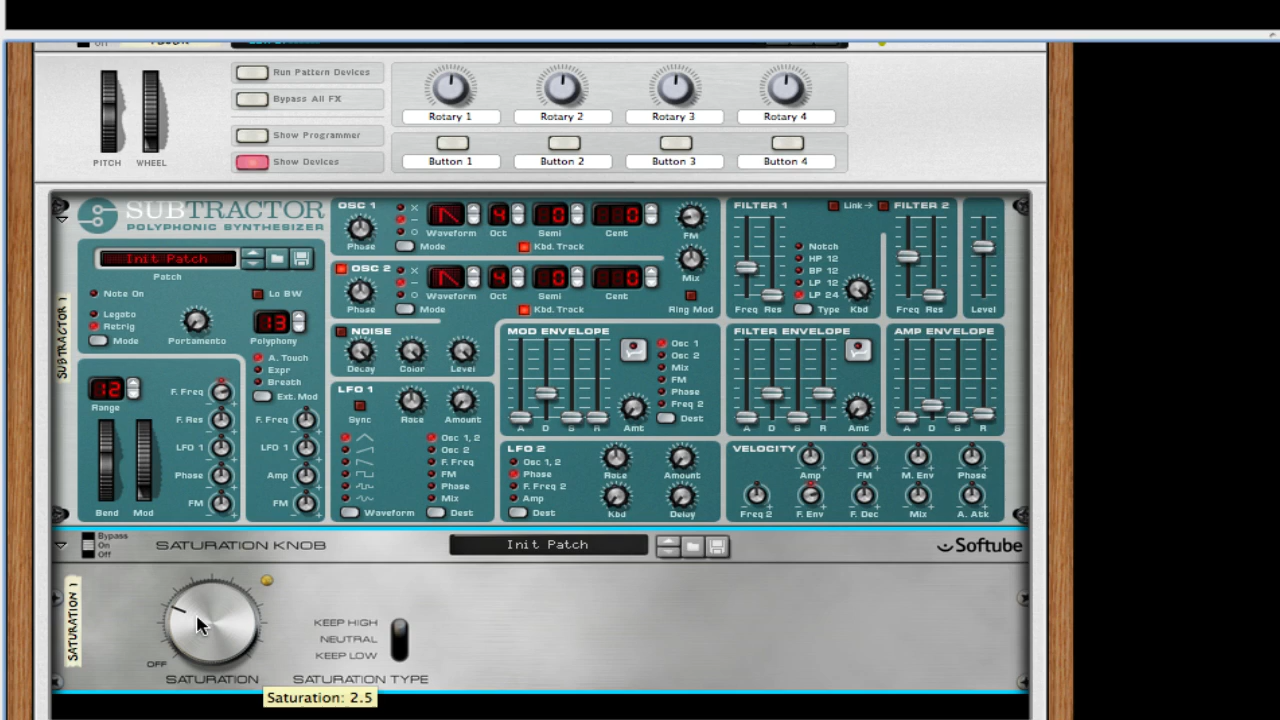 Off
Run Pattern Devices
Bypass All FX
Show Programmer
Show Devices
PITCH WHEEL
Rotary 1 Rotary 2 Rotary 3 Rotary 4
Button 1 Button 2 Button 3 Button 4
SUBTRACTOR
POLYPHONIC SYNTHESIZER
Init Patch
Patch
Note On
Lo BW
Legato
Retrig
Mode
Portamento
13
Polyphony
SUBTRACTOR 1
12
Range
A. Touch
Expr
Breath
Ext. Mod
F. Freq
F. Res
LFO 1
Phase
FM
F. Freq
LFO 1
Amp
FM
Bend Mod
OSC 1
X
-
O
4 0 0
Phase Mode Waveform Oct Semi Cent
Kbd. Track
FM
OSC 2
X
-
O
4 0 0
Phase Mode Waveform Oct Semi Cent
Kbd. Track
Mix
Ring Mod
NOISE
Decay Color Level
LFO 1
Sync Rate Amount
Osc 1, 2
Osc 2
F. Freq
FM
Phase
Mix
Waveform Dest
MOD ENVELOPE
A D S R Amt
Osc 1
Osc 2
Mix
FM
Phase
Freq 2
Dest
LFO 2
Osc 1, 2
Phase
F. Freq 2
Amp
Dest
Rate Amount
Kbd Delay
FILTER 1 Link → FILTER 2
Notch
HP 12
BP 12
LP 12
LP 24
Freq Res Type Kbd Freq Res Level
FILTER ENVELOPE
A D S R Amt
AMP ENVELOPE
A D S R
VELOCITY
Amp FM M. Env Phase
Freq 2 F. Env F. Dec Mix A. Atk
Bypass
On
Off
SATURATION KNOB
Init Patch
Softube
SATURATION 1
OFF
SATURATION
KEEP HIGH
NEUTRAL
KEEP LOW
SATURATION TYPE
Saturation: 2.5